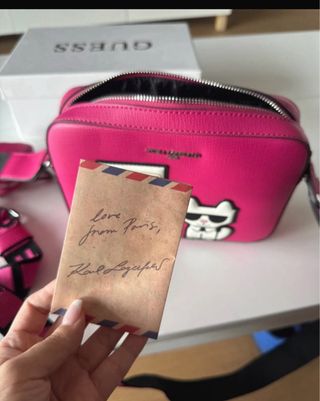 GUESS
love
from Paris,
Karl Lagerfeld